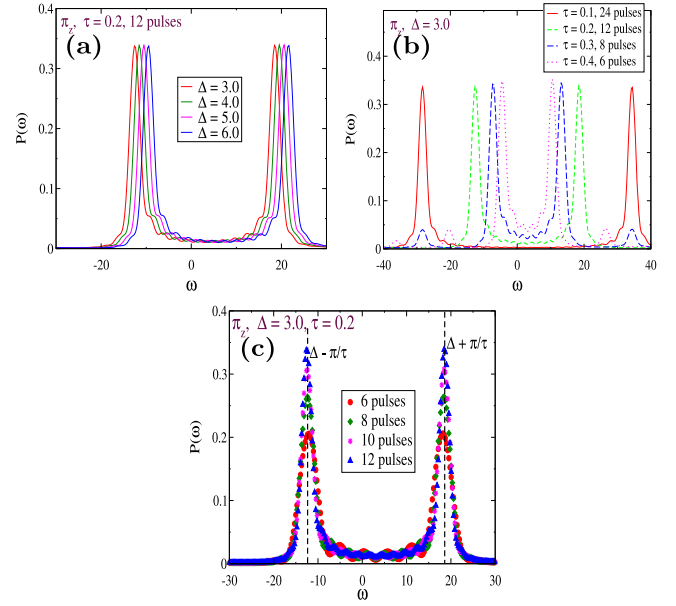 π_z, τ = 0.2, 12 pulses
(a)
Δ = 3.0
Δ = 4.0
Δ = 5.0
Δ = 6.0
P(ω)
0.4
0.3
0.2
0.1
0
-20 0 20
ω
π_z, Δ = 3.0
(b)
τ = 0.1, 24 pulses
τ = 0.2, 12 pulses
τ = 0.3, 8 pulses
τ = 0.4, 6 pulses
P(ω)
0.5
0.4
0.3
0.2
0.1
0
-40 -20 0 20 40
ω
π_z, Δ = 3.0, τ = 0.2
(c)
Δ - π/τ
Δ + π/τ
6 pulses
8 pulses
10 pulses
12 pulses
P(ω)
0.4
0.3
0.2
0.1
0
-30 -20 -10 0 10 20 30
ω